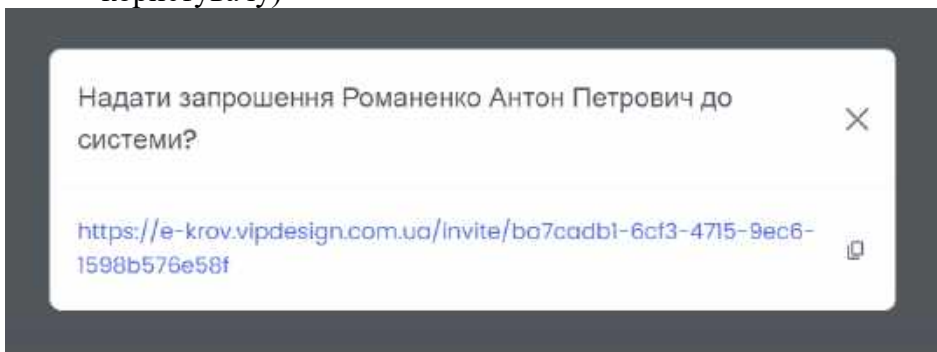 Надати запрошення Романенко Антон Петрович до
системи?
https://e-krov.vipdesign.com.ua/invite/ba7cadb1-6cf3-4715-9ec6-
1598b576e58f